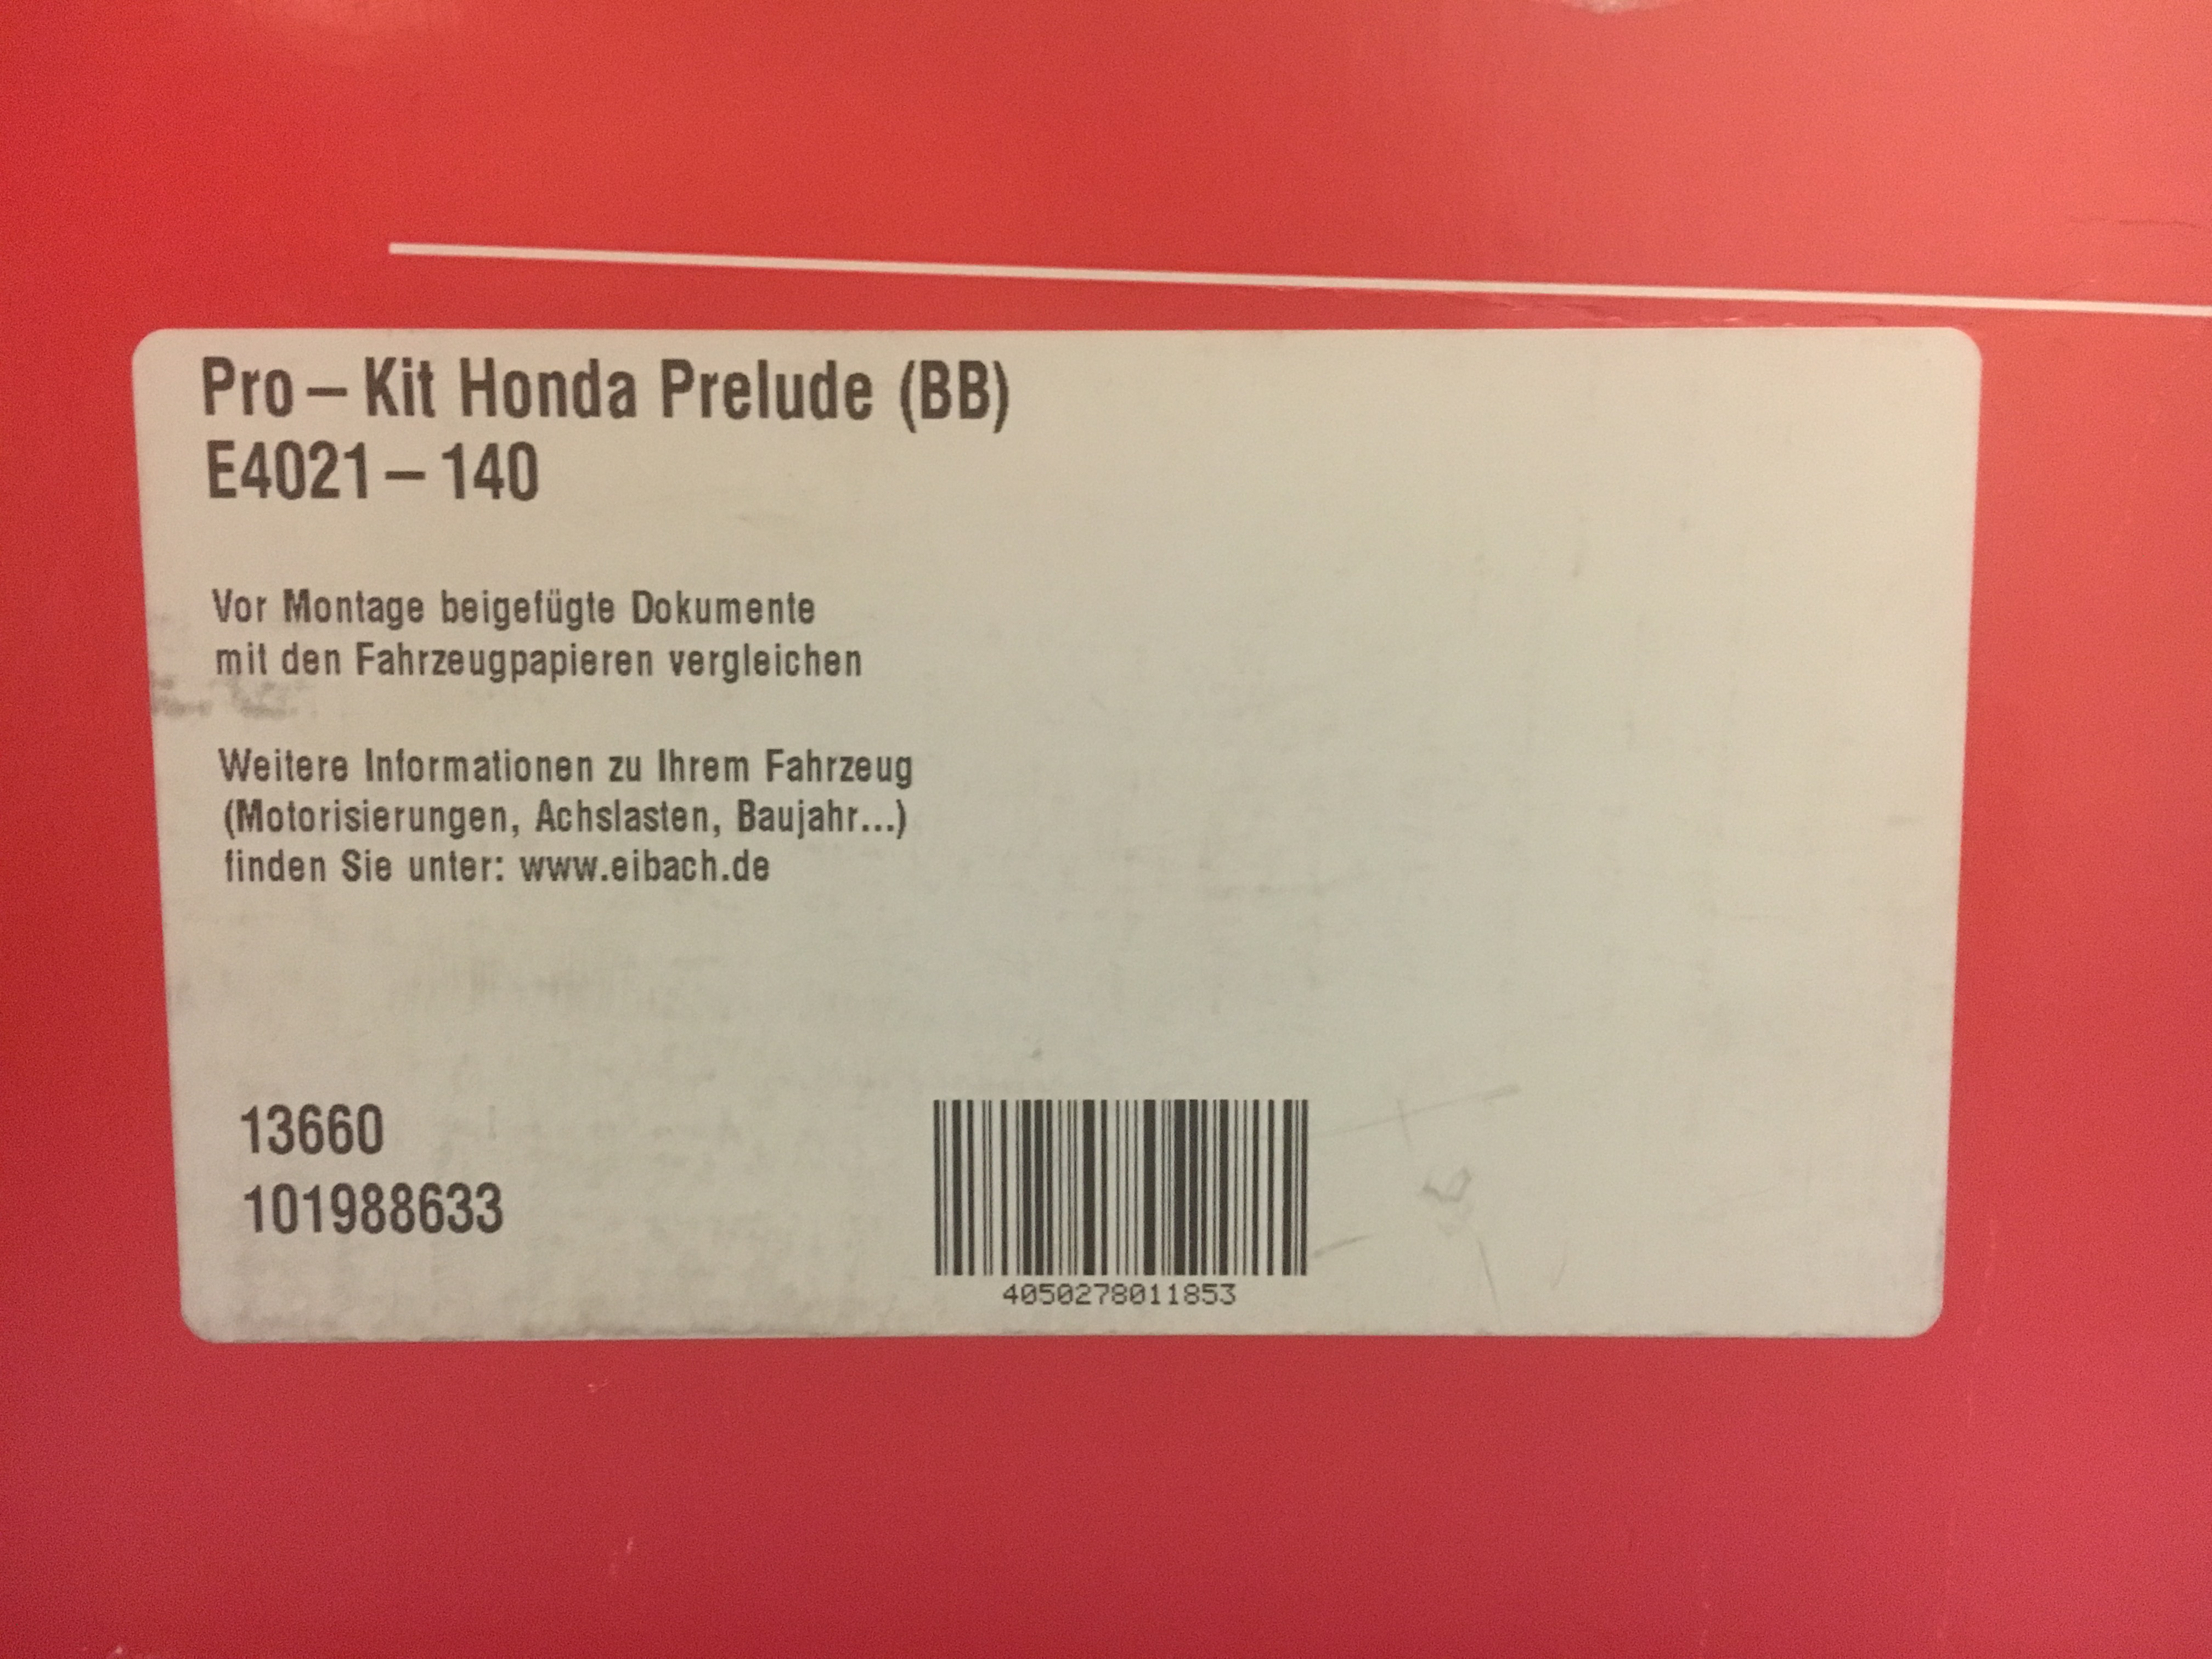 Pro – Kit Honda Prelude (BB)
E4021 – 140
Vor Montage beigefügte Dokumente
mit den Fahrzeugpapieren vergleichen
Weitere Informationen zu Ihrem Fahrzeug
(Motorisierungen, Achslasten, Baujahr...)
finden Sie unter: www.eibach.de
13660
101988633
4050278011853